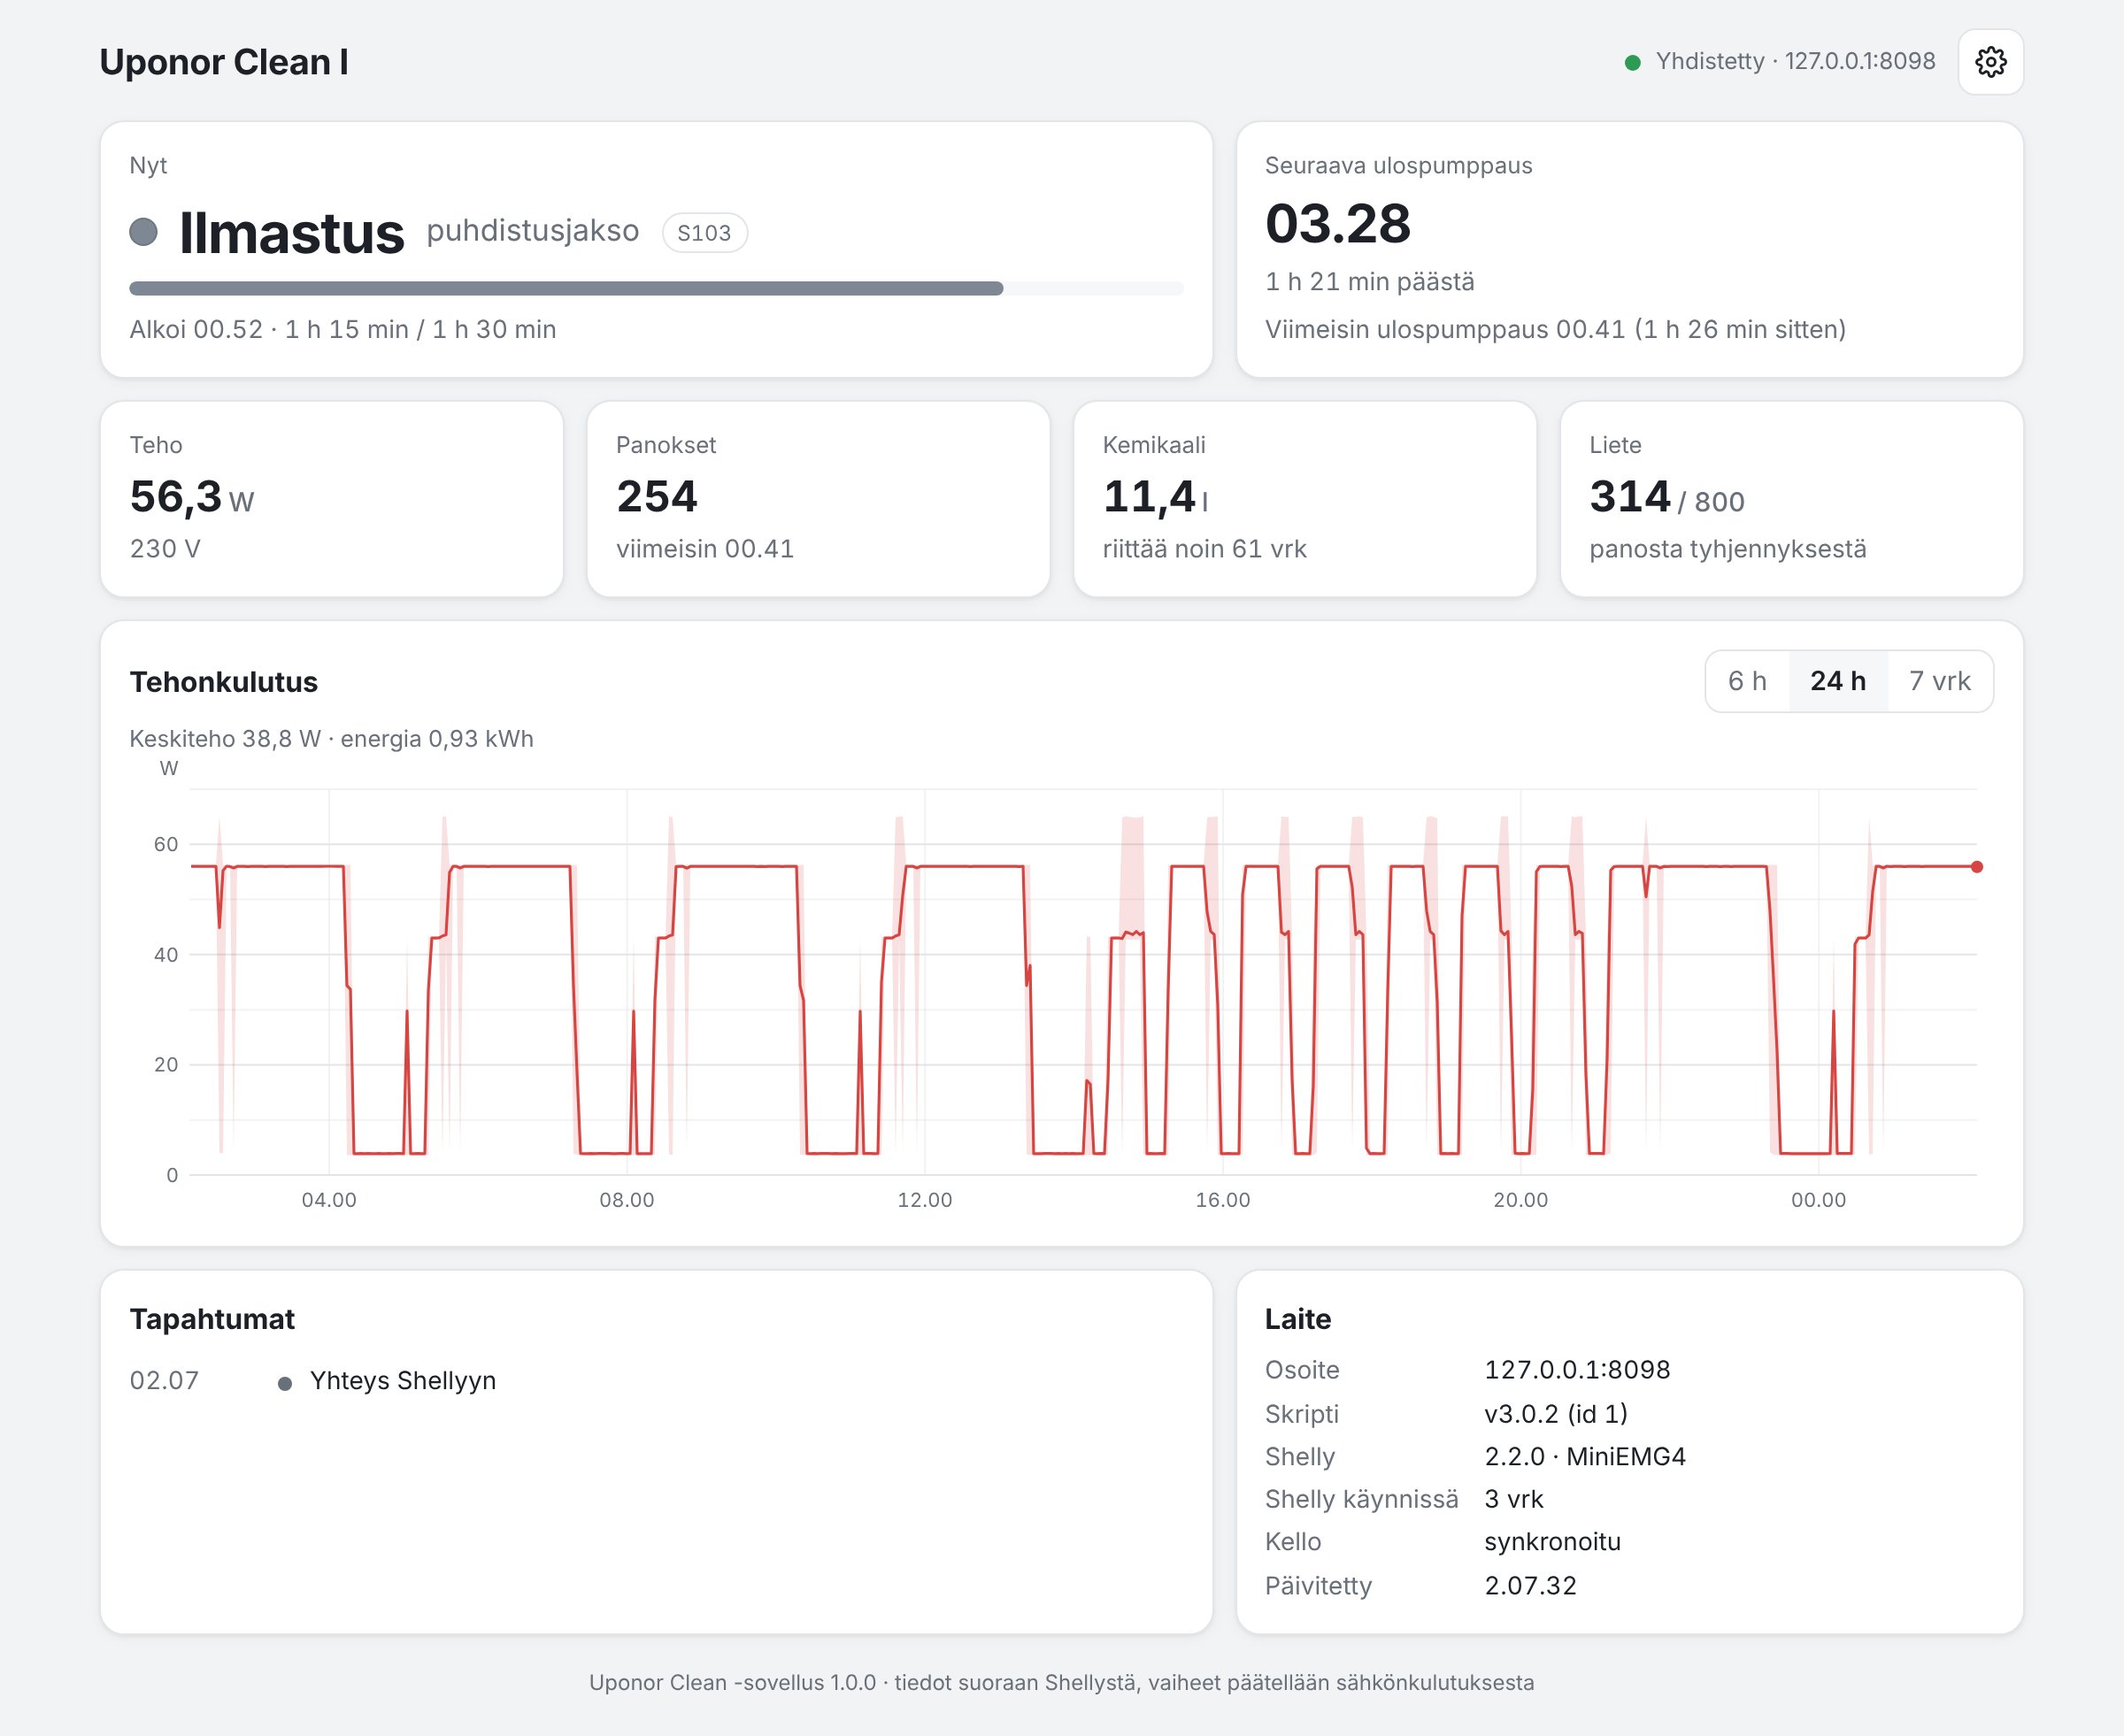 Uponor Clean I
Yhdistetty · 127.0.0.1:8098
Nyt
Ilmastus puhdistusjakso S103
Alkoi 00.52 · 1 h 15 min / 1 h 30 min
Seuraava ulospumppaus
03.28
1 h 21 min päästä
Viimeisin ulospumppaus 00.41 (1 h 26 min sitten)
Teho
56,3 W
230 V
Panokset
254
viimeisin 00.41
Kemikaali
11,4 l
riittää noin 61 vrk
Liete
314 / 800
panosta tyhjennyksestä
Tehonkulutus
6 h 24 h 7 vrk
Keskiteho 38,8 W · energia 0,93 kWh
W
60
40
20
0
04.00 08.00 12.00 16.00 20.00 00.00
Tapahtumat
02.07 Yhteys Shellyyn
Laite
Osoite 127.0.0.1:8098
Skripti v3.0.2 (id 1)
Shelly 2.2.0 · MiniEMG4
Shelly käynnissä 3 vrk
Kello synkronoitu
Päivitetty 2.07.32
Uponor Clean -sovellus 1.0.0 · tiedot suoraan Shellystä, vaiheet päätellään sähkönkulutuksesta